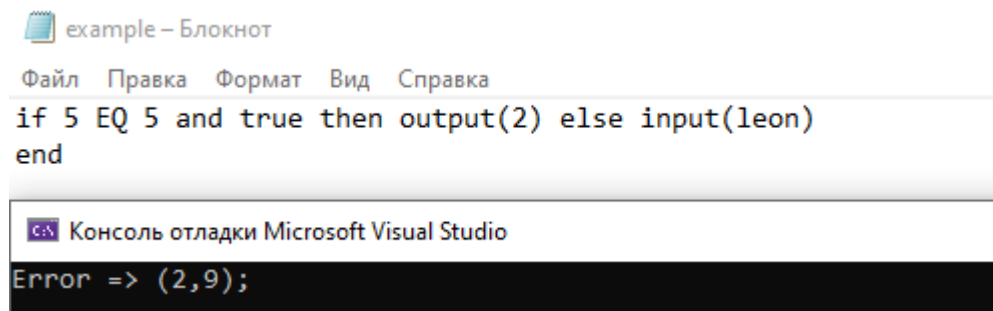 example – Блокнот
Файл Правка Формат Вид Справка
if 5 EQ 5 and true then output(2) else input(leon)
end
C:\ Консоль отладки Microsoft Visual Studio
Error => (2,9);